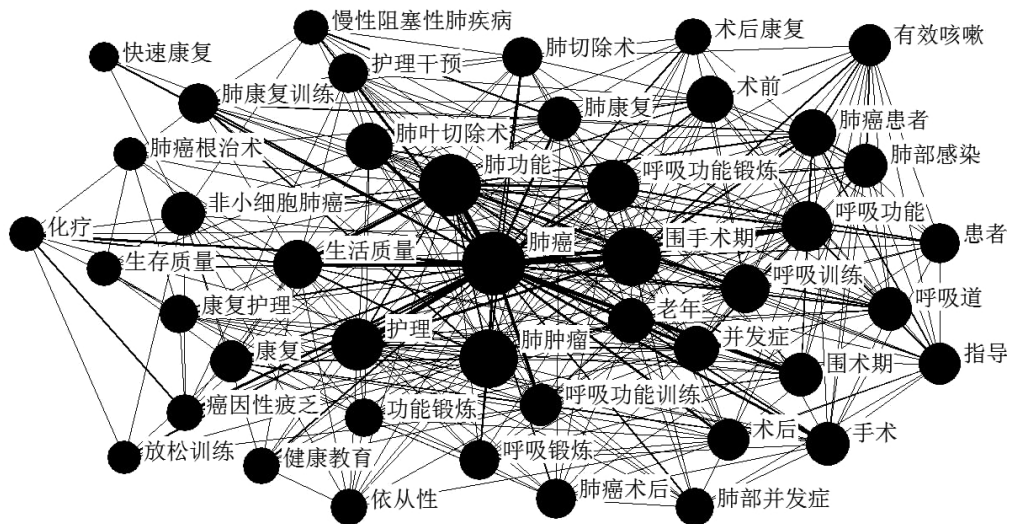 慢性阻塞性肺疾病
术后康复
有效咳嗽
快速康复
护理干预
肺切除术
肺康复训练
肺康复
术前
肺癌患者
肺癌根治术
肺叶切除术
肺功能
呼吸功能锻炼
肺部感染
非小细胞肺癌
化疗
生活质量
肺癌
围手术期
呼吸功能
患者
生存质量
呼吸训练
康复护理
老年
呼吸道
护理
肺肿瘤
并发症
康复
围术期
指导
癌因性疲乏
功能锻炼
呼吸功能训练
术后
手术
放松训练
健康教育
呼吸锻炼
依从性
肺癌术后
肺部并发症